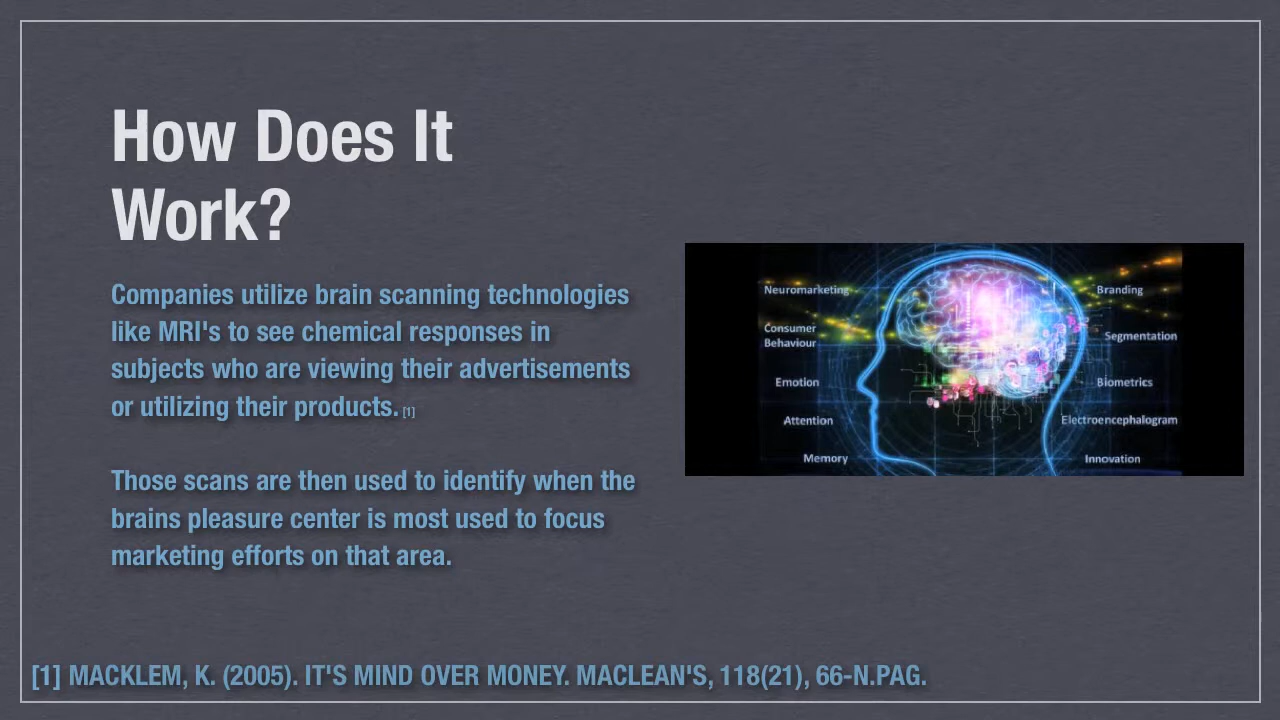 How Does It
Work?
Companies utilize brain scanning technologies
like MRI's to see chemical responses in
subjects who are viewing their advertisements
or utilizing their products. [1]
Those scans are then used to identify when the
brains pleasure center is most used to focus
marketing efforts on that area.
Neuromarketing
Consumer
Behaviour
Emotion
Attention
Memory
Branding
Segmentation
Biometrics
Electroencephalogram
Innovation
[1] MACKLEM, K. (2005). IT'S MIND OVER MONEY. MACLEAN'S, 118(21), 66-N.PAG.